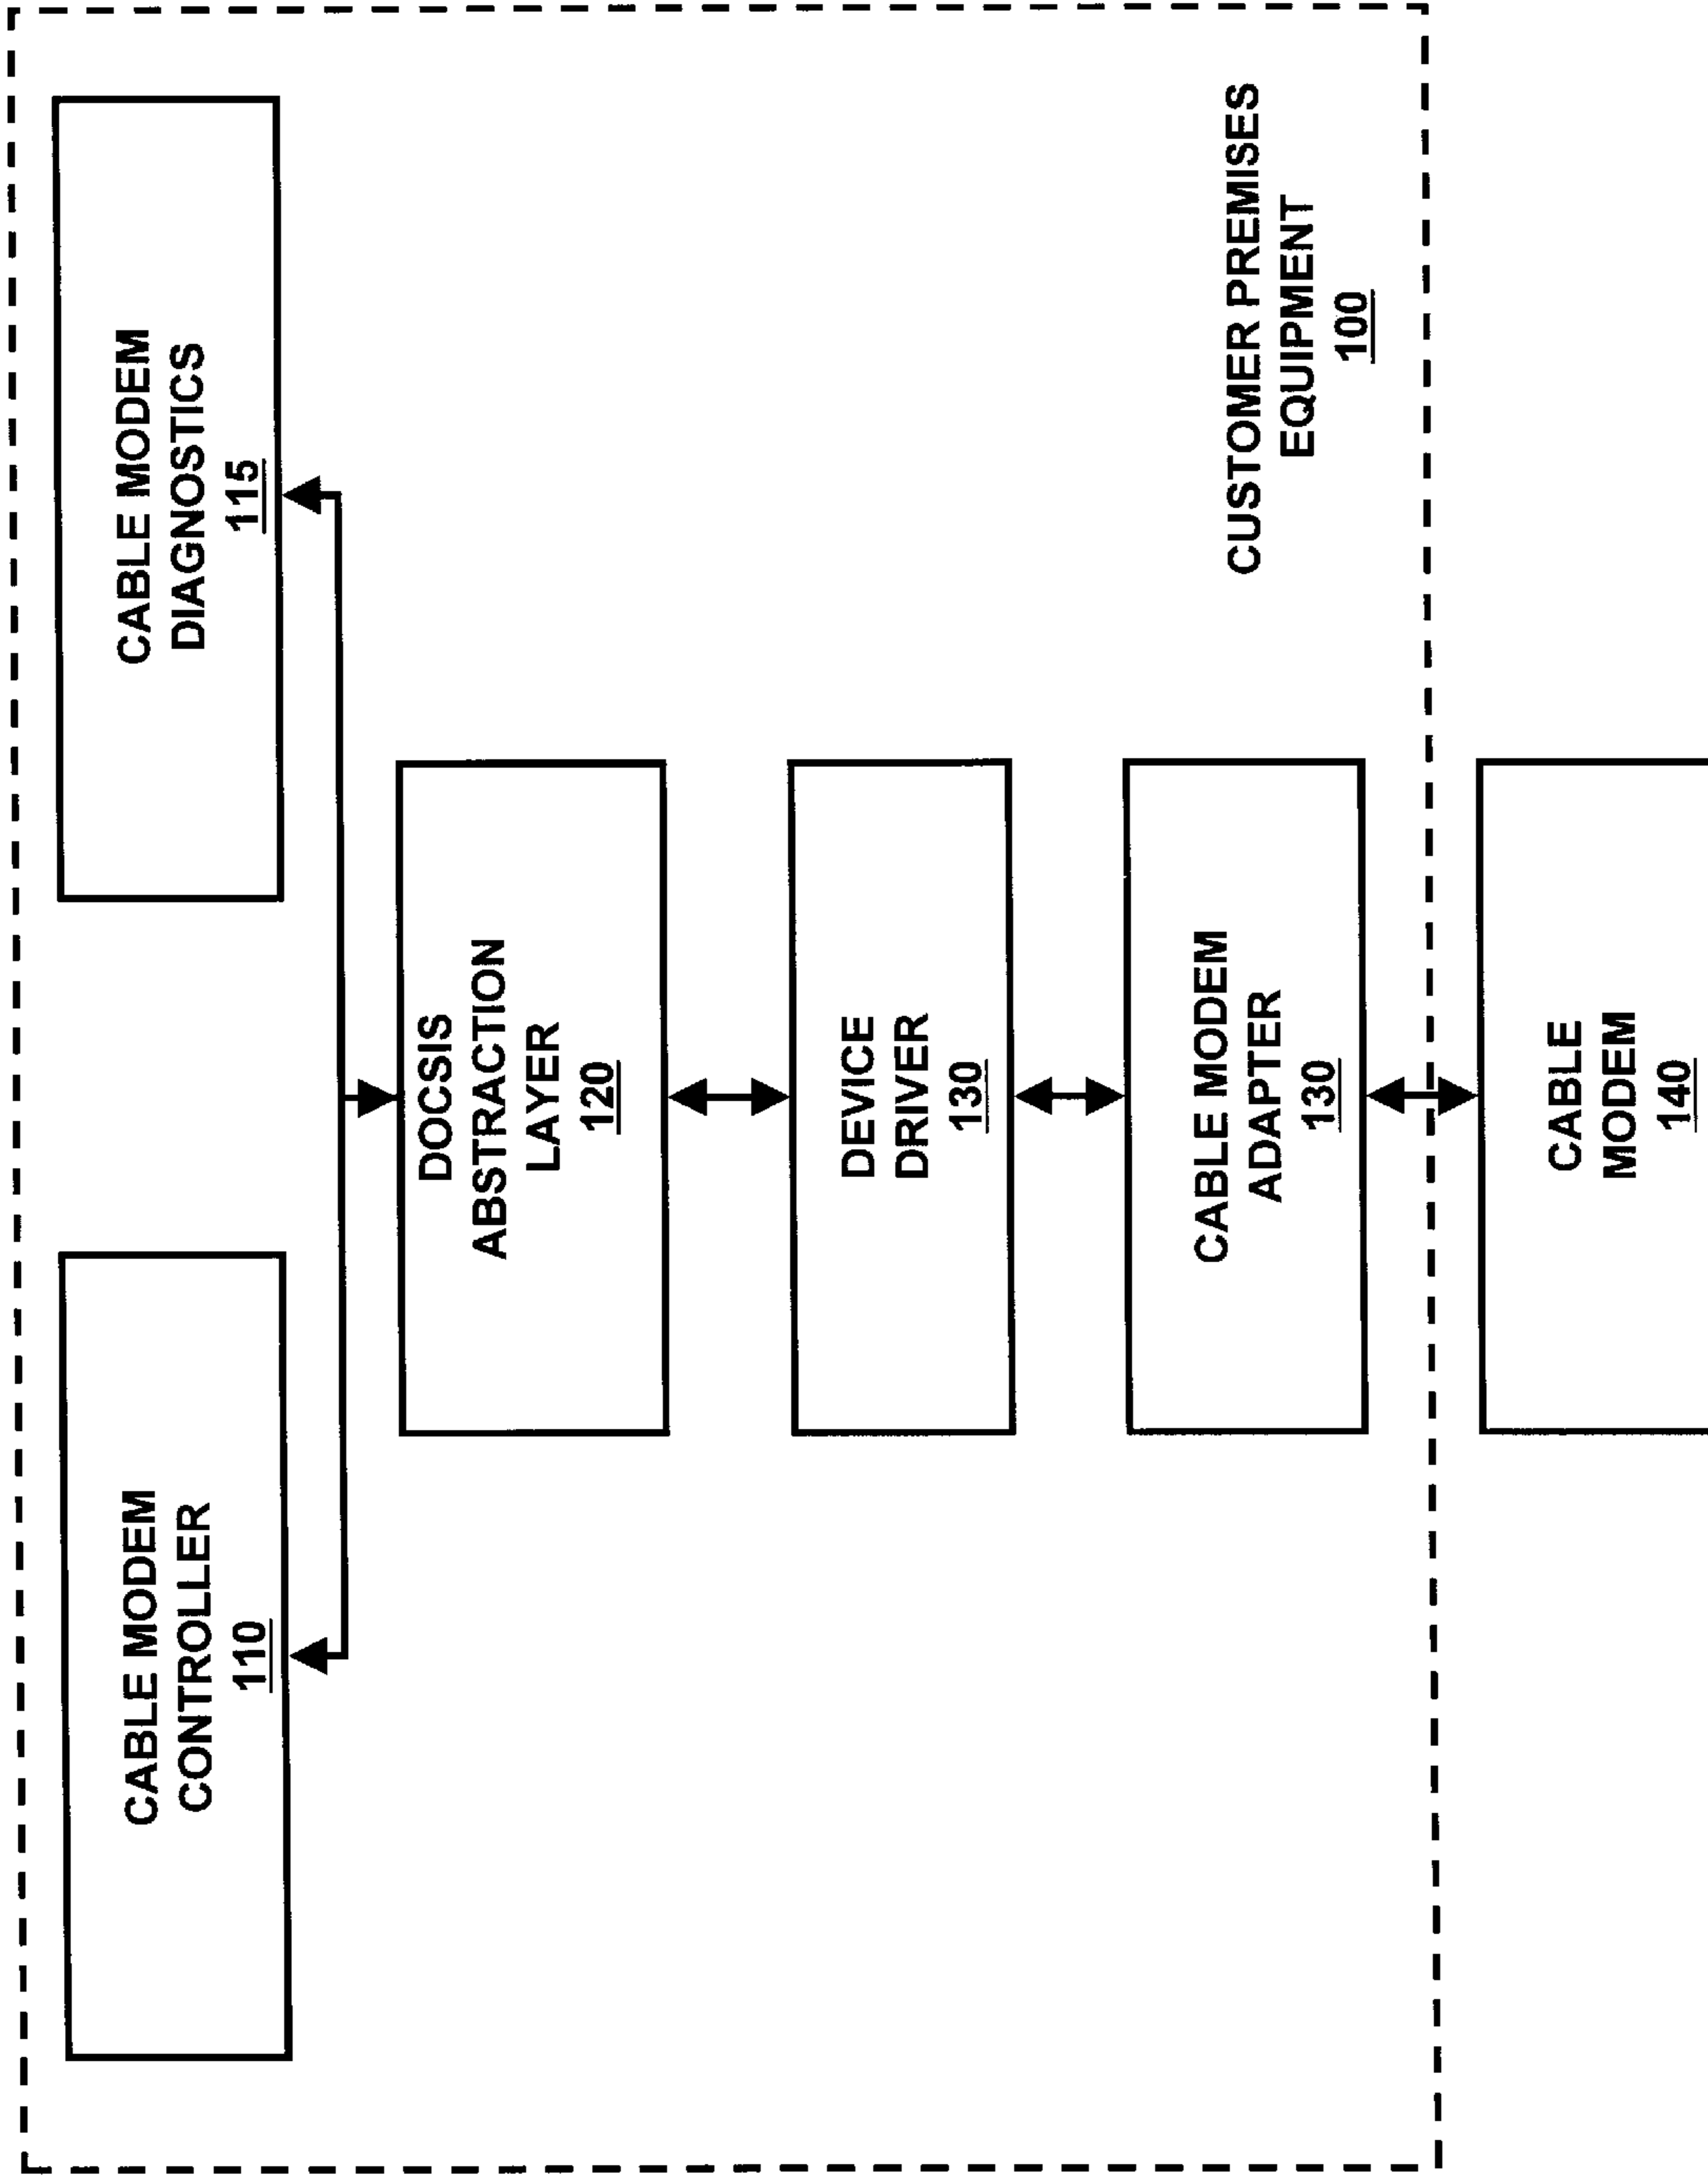 CABLE MODEM
CONTROLLER
110
CABLE MODEM
DIAGNOSTICS
115
DOCSIS
ABSTRACTION
LAYER
120
DEVICE
DRIVER
130
CABLE MODEM
ADAPTER
130
CUSTOMER PREMISES
EQUIPMENT
100
CABLE
MODEM
140